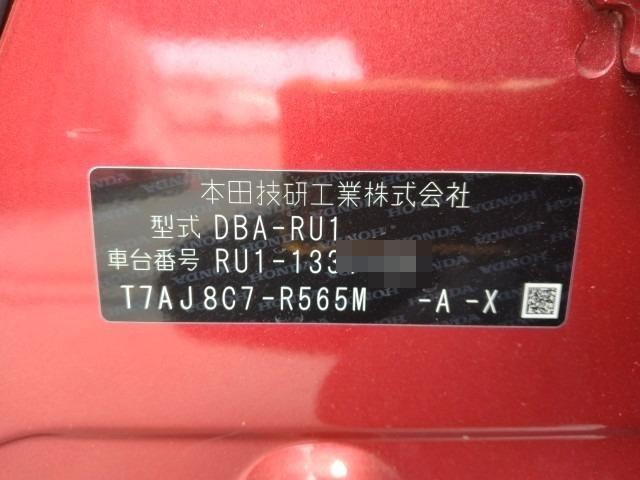 本田技研工業株式会社
型式 DBA-RU1
車台番号 RU1-133
T7AJ8C7-R565M -A -X